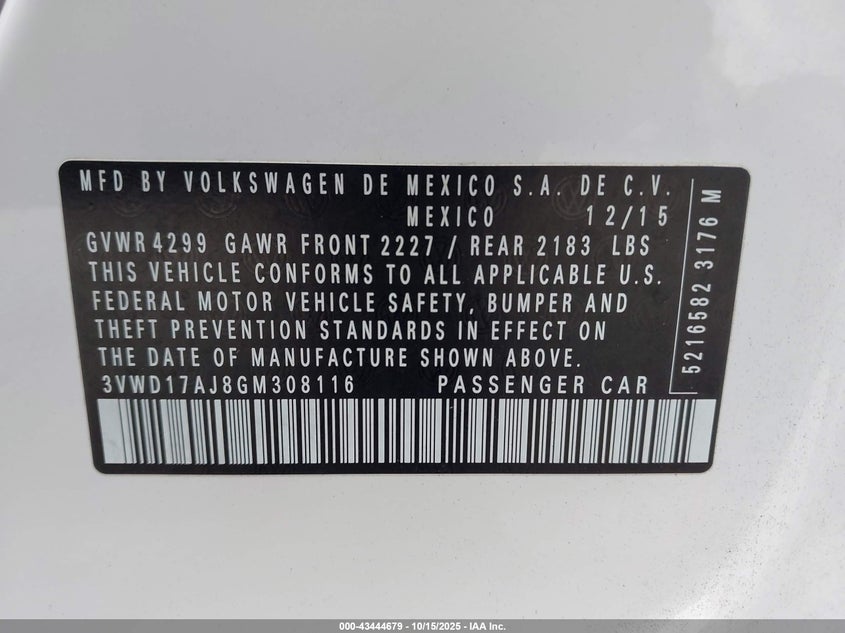 MFD BY VOLKSWAGEN DE MEXICO S.A. DE C.V.
MEXICO 12/15
GVWR 4299 GAWR FRONT 2227 / REAR 2183 LBS
THIS VEHICLE CONFORMS TO ALL APPLICABLE U.S.
FEDERAL MOTOR VEHICLE SAFETY, BUMPER AND
THEFT PREVENTION STANDARDS IN EFFECT ON
THE DATE OF MANUFACTURE SHOWN ABOVE.
3VWD17AJ8GM308116 PASSENGER CAR
5216582 3176 M
000-43444679 - 10/15/2025 - IAA Inc.